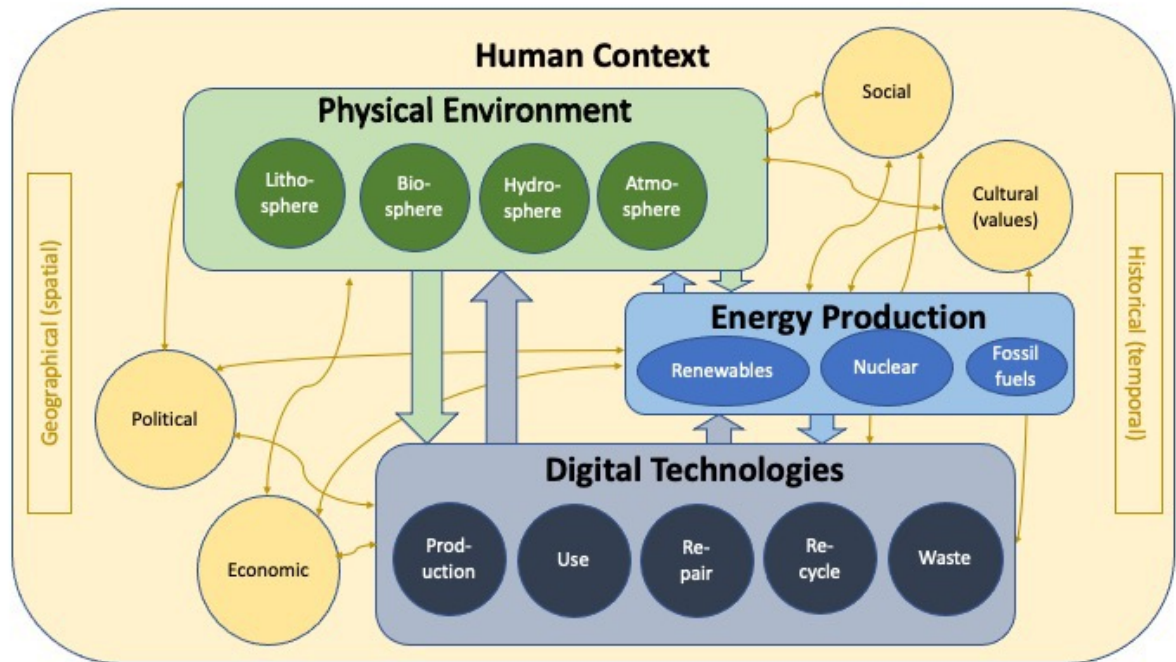 Human Context
Physical Environment
Litho-
sphere
Bio-
sphere
Hydro-
sphere
Atmo-
sphere
Social
Cultural
(values)
Geographical (spatial)
Historical (temporal)
Energy Production
Renewables
Nuclear
Fossil
fuels
Political
Economic
Digital Technologies
Prod-
uction
Use
Re-
pair
Re-
cycle
Waste